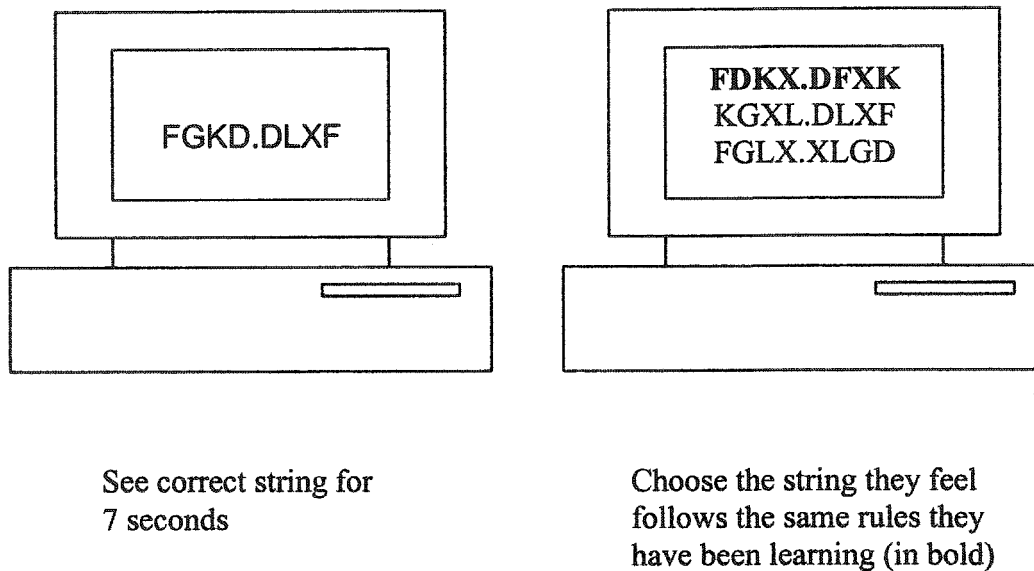 FGKD.DLXF
FDKX.DFXK
KGXL.DLXF
FGLX.XLGD
See correct string for
7 seconds
Choose the string they feel
follows the same rules they
have been learning (in bold)